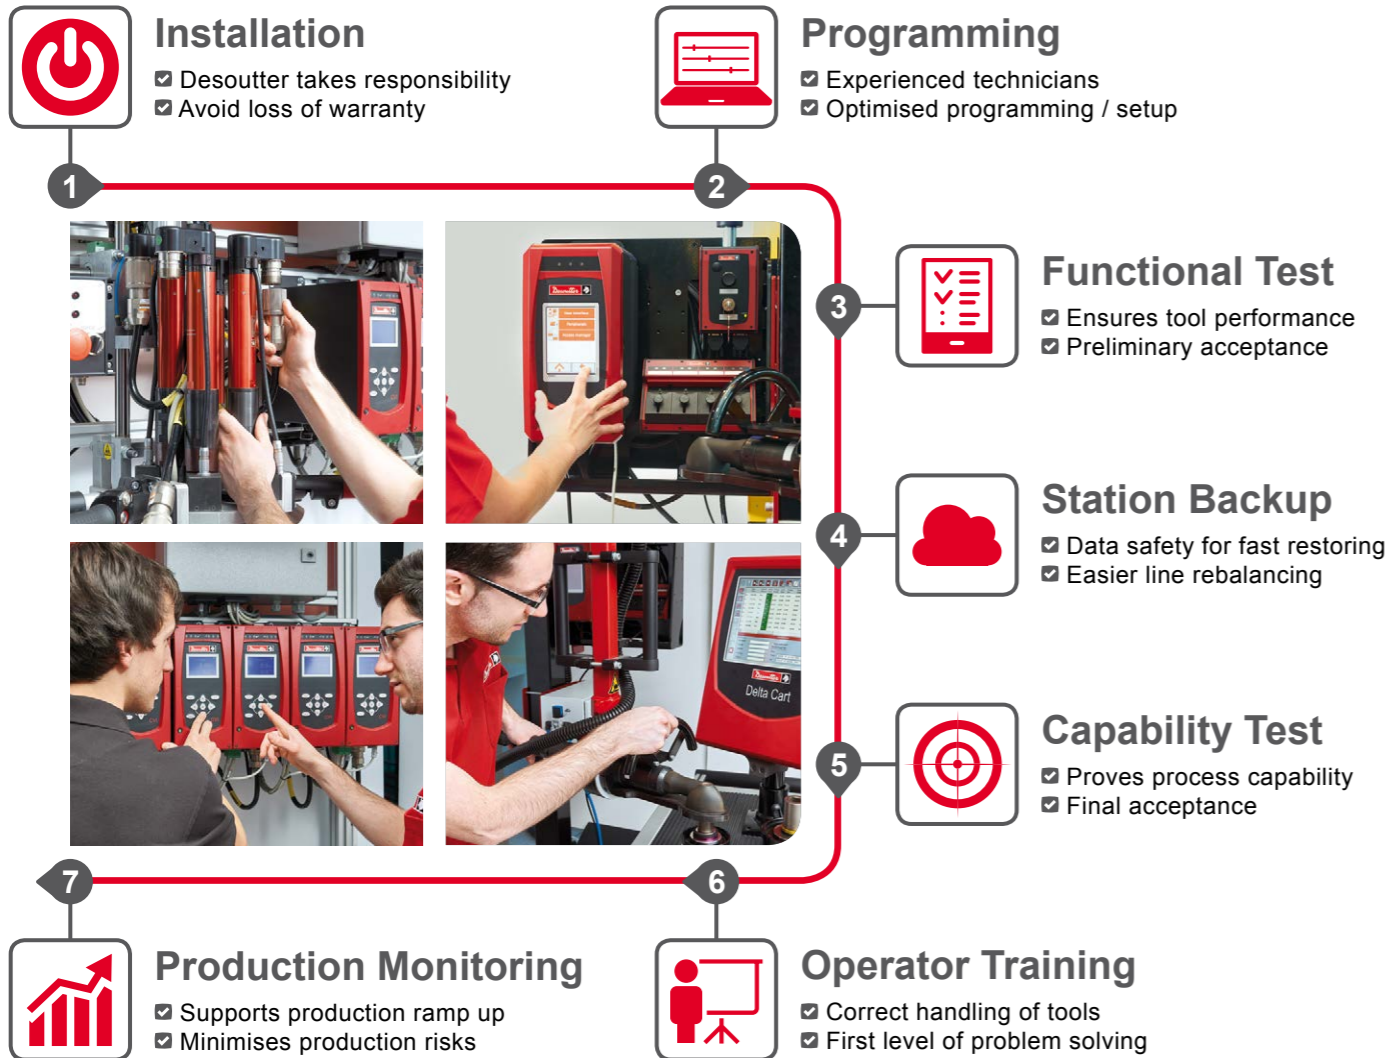 Installation
Desoutter takes responsibility
Avoid loss of warranty
Programming
Experienced technicians
Optimised programming / setup
1
2
3
Functional Test
Ensures tool performance
Preliminary acceptance
4
Station Backup
Data safety for fast restoring
Easier line rebalancing
Delta Cart
5
Capability Test
Proves process capability
Final acceptance
6
Operator Training
Correct handling of tools
First level of problem solving
7
Production Monitoring
Supports production ramp up
Minimises production risks